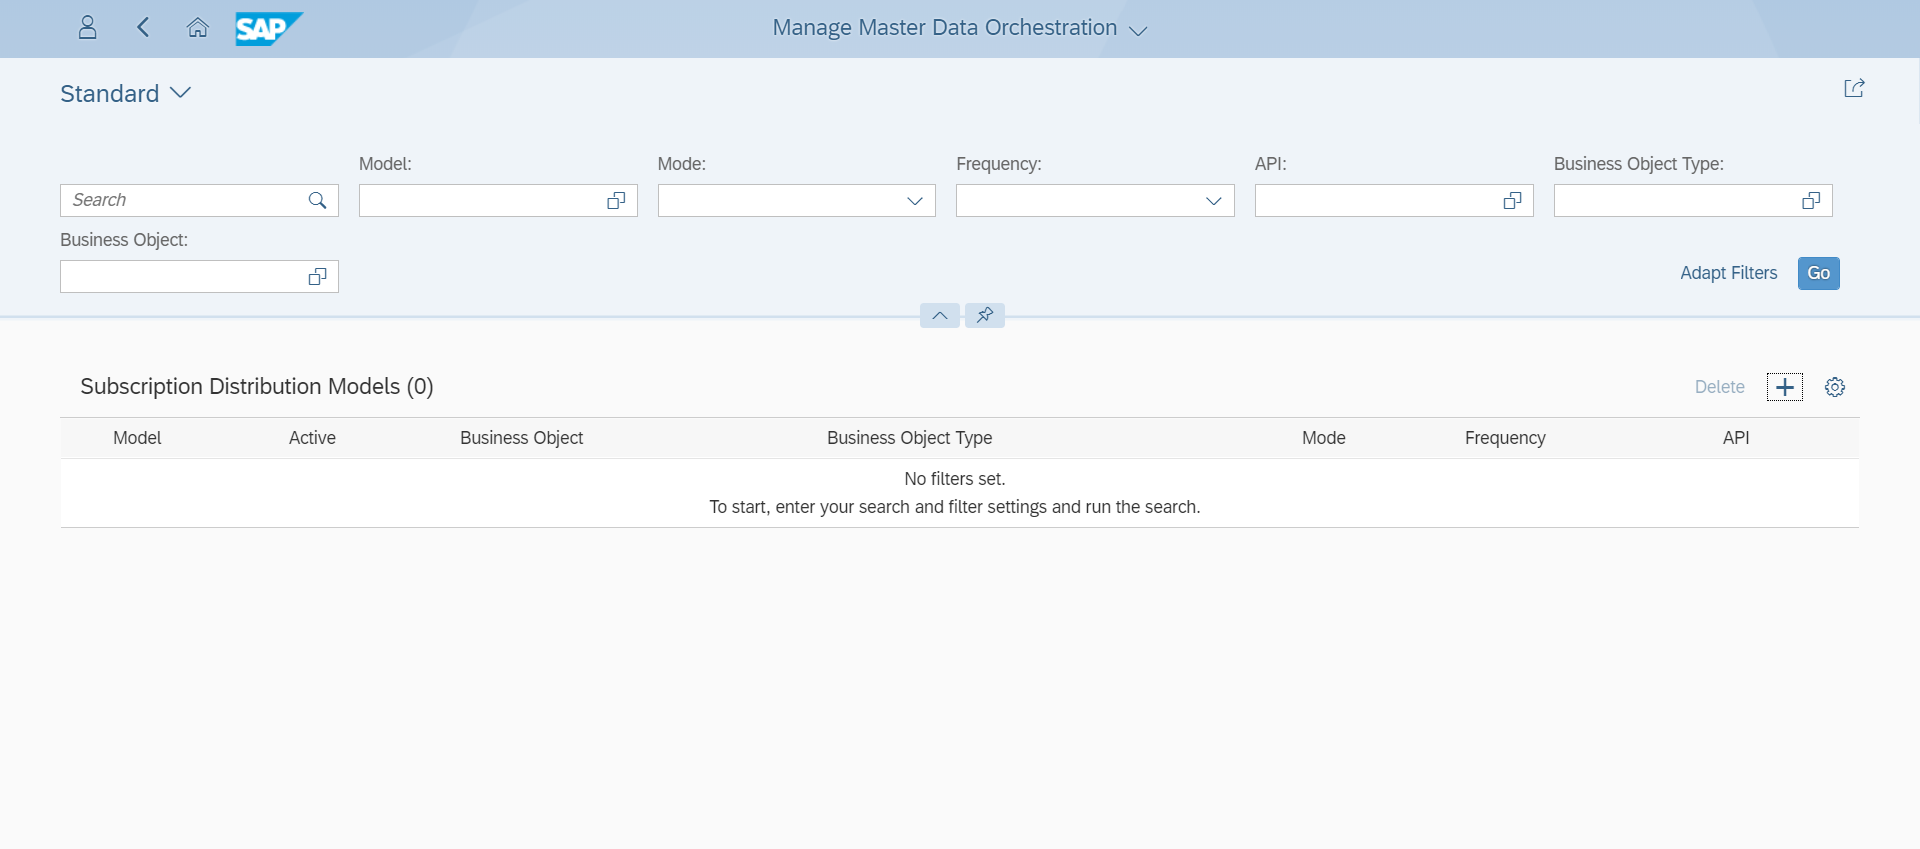 SAP
Manage Master Data Orchestration
Standard
Model:
Mode:
Frequency:
API:
Business Object Type:
Search
Business Object:
Adapt Filters
Go
Subscription Distribution Models (0)
Delete
Model Active Business Object Business Object Type Mode Frequency API
No filters set.
To start, enter your search and filter settings and run the search.